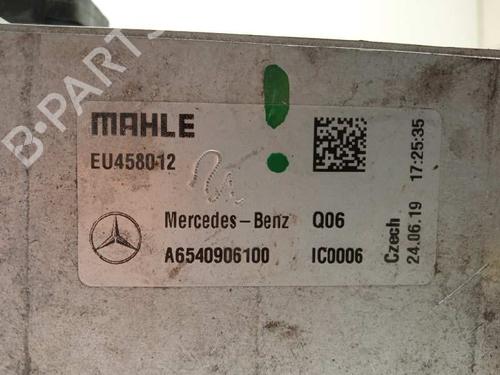 B-PARTS
MAHLE
EU458012
Mercedes-Benz Q06
A6540906100 IC0006
Czech
24.06.19 17:25:35